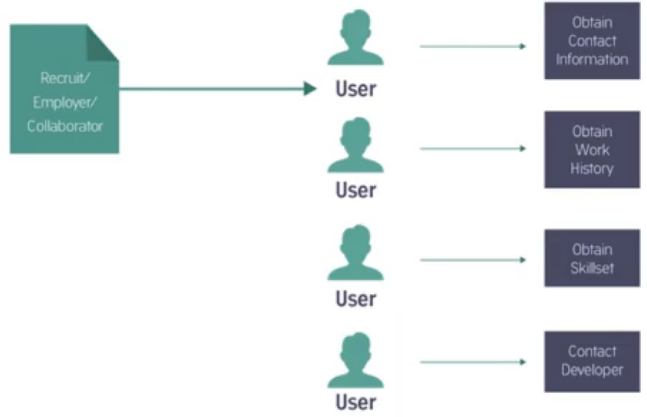 Recruit/
Employer/
Collaborator
User
Obtain
Contact
Information
User
Obtain
Work
History
User
Obtain
Skillset
User
Contact
Developer